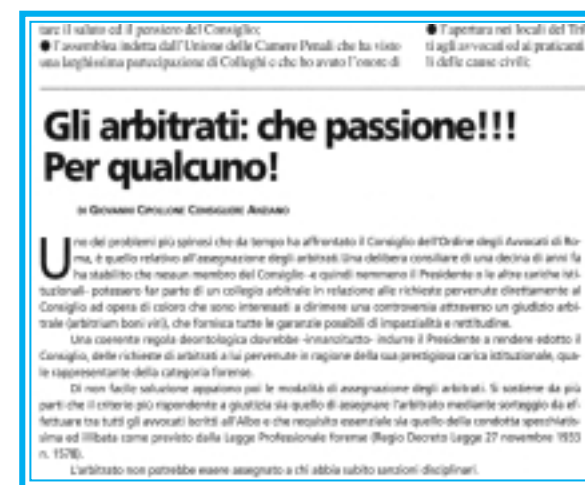 tare il saluto ed il pensiero del Consiglio;
● l'assemblea indetta dall'Unione delle Camere Penali che ha visto
una larghissima partecipazione di Colleghi e che ho avuto l'onore di
● l'apertura nei locali del
ti agli avvocati ed ai praticanti
li delle cause civili;
Gli arbitrati: che passione!!!
Per qualcuno!
DI GIOVANNI CIPOLLONE CONSIGLIERE ANZIANO
Uno dei problemi più spinosi che da tempo ha affrontato il Consiglio dell'Ordine degli Avvocati di Ro-
ma, è quello relativo all'assegnazione degli arbitrati. Una delibera consiliare di una decina di anni fa
ha stabilito che nessun membro del Consiglio -e quindi nemmeno il Presidente o le altre cariche isti-
tuzionali- potessero far parte di un collegio arbitrale in relazione alle richieste pervenute direttamente al
Consiglio ad opera di coloro che sono interessati a dirimere una controversia attraverso un giudizio arbi-
trale (arbitrium boni viri), che fornisca tutte le garanzie possibili di imparzialità e rettitudine.
Una coerente regola deontologica dovrebbe -innanzitutto- indurre il Presidente a rendere edotto il
Consiglio, delle richieste di arbitrati a lui pervenute in ragione della sua prestigiosa carica istituzionale, qua-
le rappresentante della categoria forense.
Di non facile soluzione appaiono poi le modalità di assegnazione degli arbitrati. Si sostiene da più
parti che il criterio più rispondente a giustizia sia quello di assegnare l'arbitrato mediante sorteggio da ef-
fettuare tra tutti gli avvocati iscritti all'Albo e che requisito essenziale sia quello della condotta specchiatis-
sima ed illibata come previsto dalla Legge Professionale forense (Regio Decreto Legge 27 novembre 1933
n. 1578).
L'arbitrato non potrebbe essere assegnato a chi abbia subito sanzioni disciplinari.